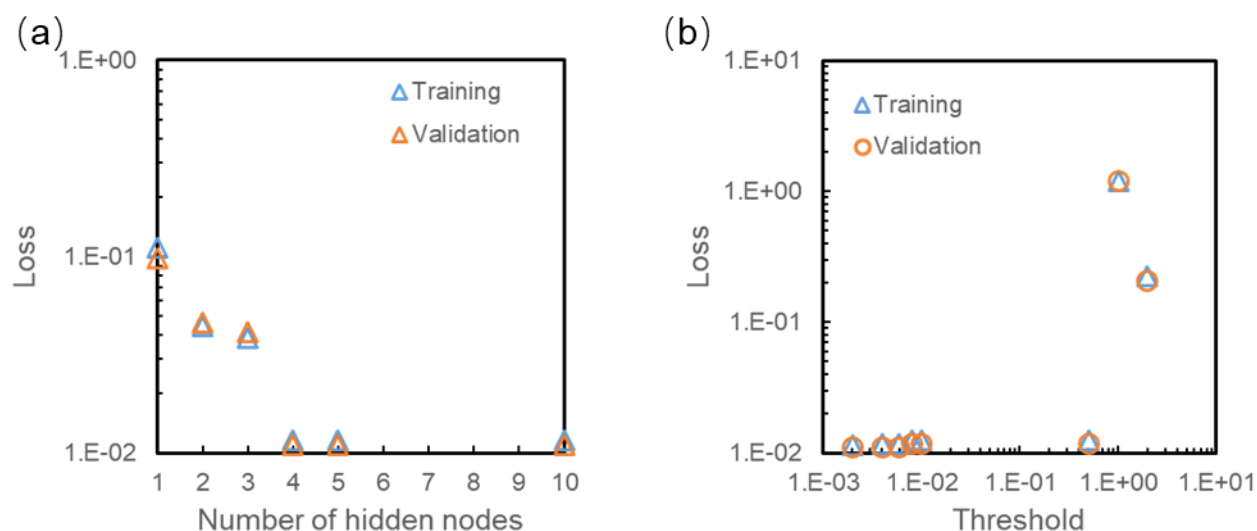 (a)
1.E+00
1.E-01
1.E-02
Loss
Training
Validation
1 2 3 4 5 6 7 8 9 10
Number of hidden nodes
(b)
1.E+01
1.E+00
1.E-01
1.E-02
Loss
Training
Validation
1.E-03 1.E-02 1.E-01 1.E+00 1.E+01
Threshold